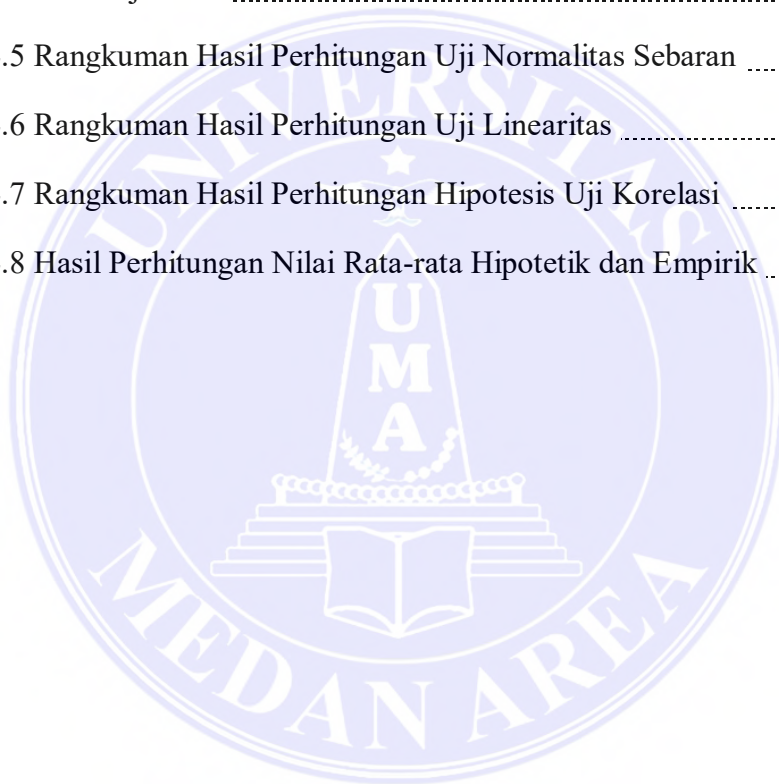 .5 Rangkuman Hasil Perhitungan Uji Normalitas Sebaran
.6 Rangkuman Hasil Perhitungan Uji Linearitas
.7 Rangkuman Hasil Perhitungan Hipotesis Uji Korelasi
.8 Hasil Perhitungan Nilai Rata-rata Hipotetik dan Empirik
UNIVERSITAS
U
M
A
MEDAN AREA